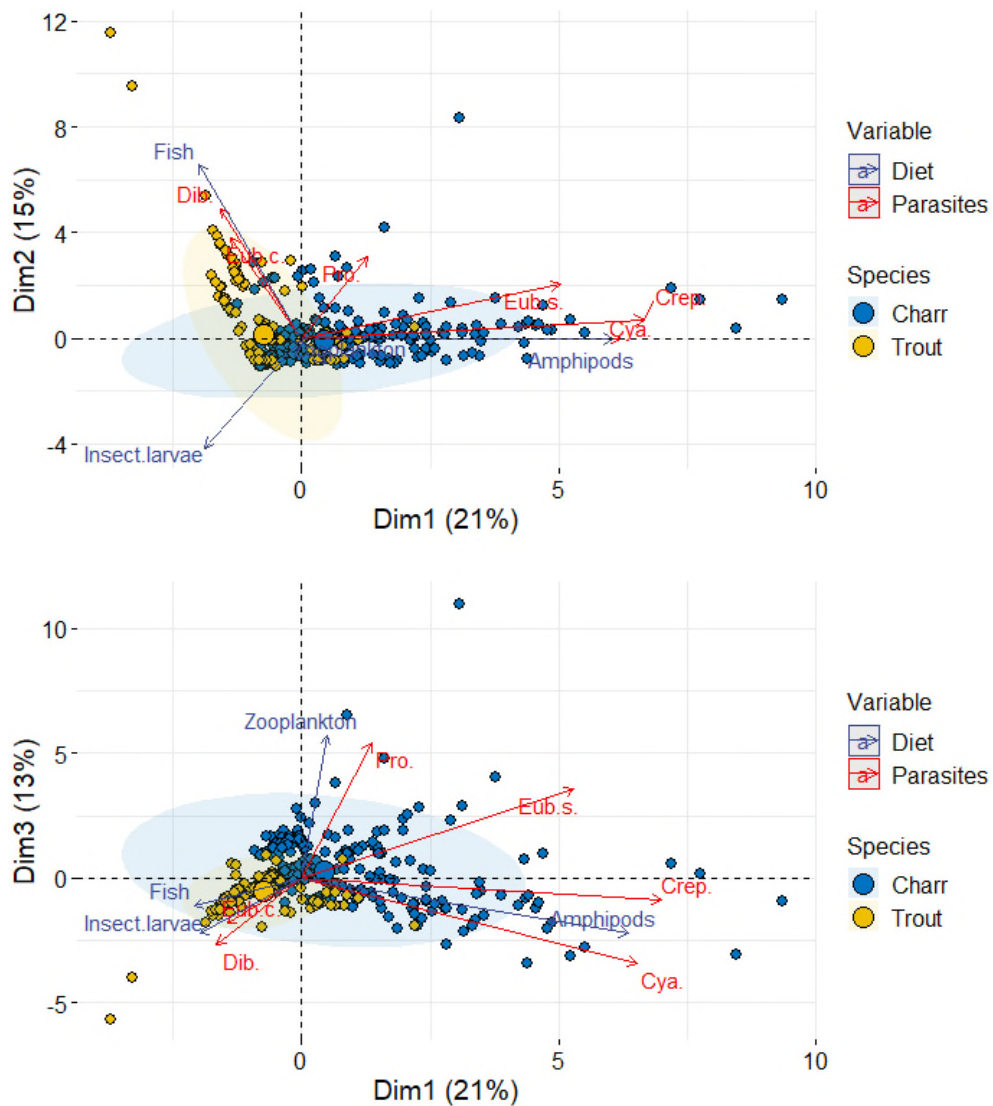 12
8
4
0
-4
Dim2 (15%)
Fish
Dib.
Eub.c.
Pro.
Eub.s.
Crep.
Cya.
Amphipods
Insect.larvae
0 5 10
Dim1 (21%)
Variable
a Diet
a Parasites
Species
Charr
Trout
10
5
0
-5
Dim3 (13%)
Zooplankton
Pro.
Eub.s.
Fish
Crep.
Insect.larvae
Eub.c.
Amphipods
Dib.
Cya.
0 5 10
Dim1 (21%)
Variable
a Diet
a Parasites
Species
Charr
Trout